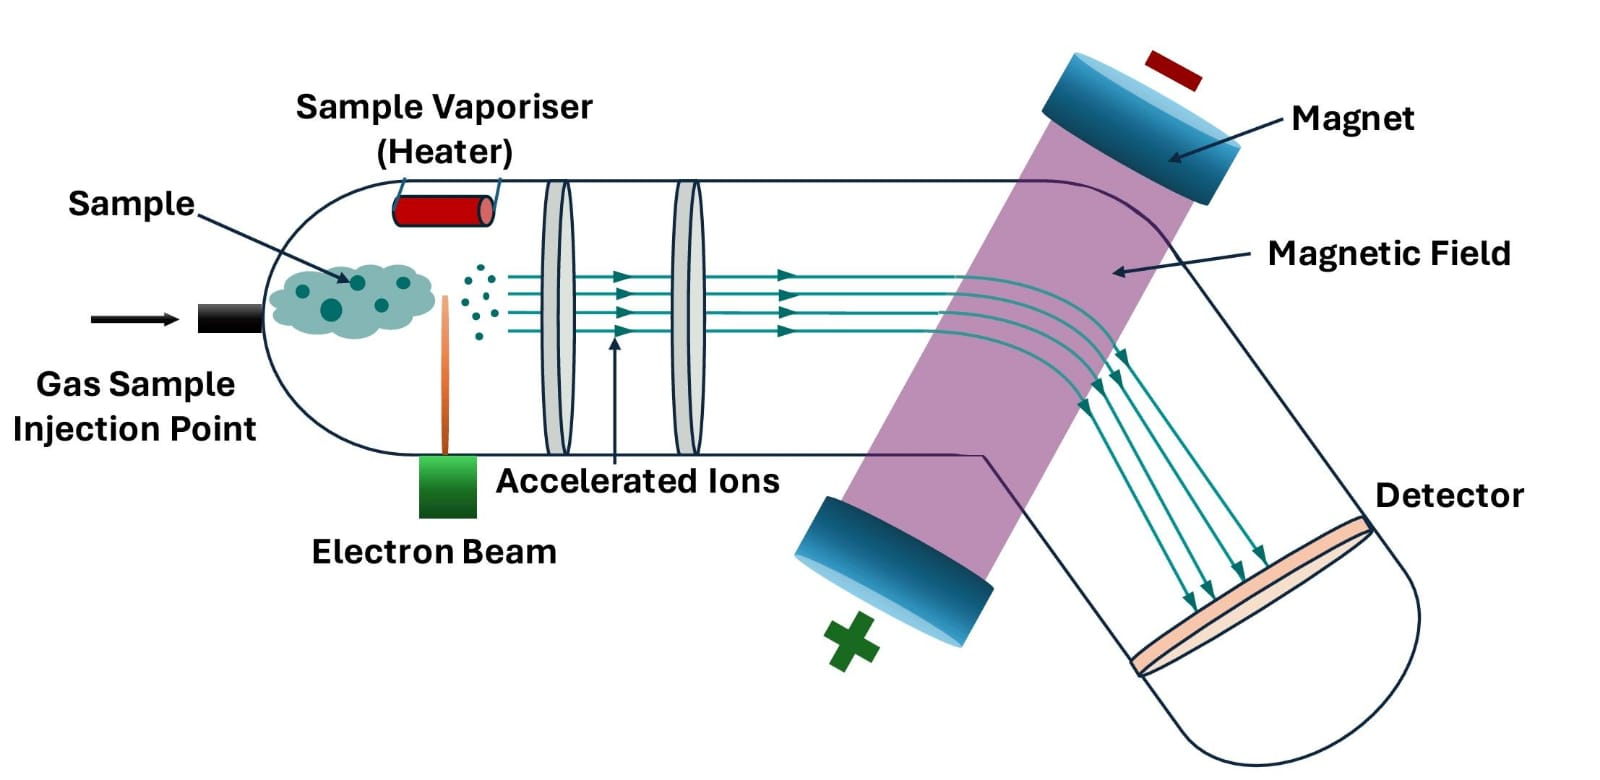 Sample Vaporiser
(Heater)
Magnet
Sample
Magnetic Field
Gas Sample
Injection Point
Accelerated Ions
Detector
Electron Beam